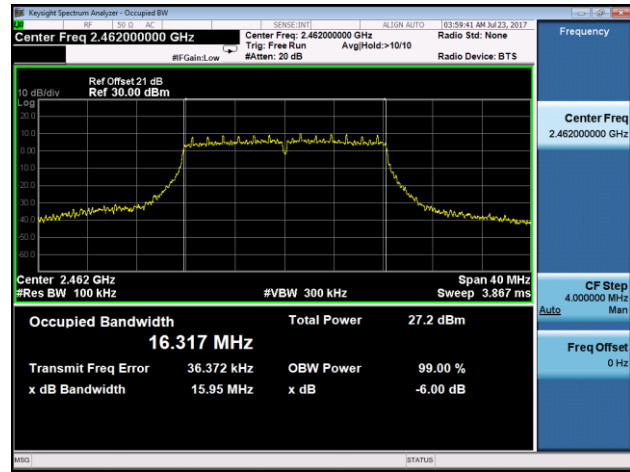 Keysight Spectrum Analyzer - Occupied BW
RF 50 Ω AC SENSE:INT ALIGN AUTO 03:59:41 AM Jul 23, 2017
Center Freq 2.462000000 GHz Center Freq: 2.462000000 GHz Radio Std: None
Trig: Free Run Avg|Hold:>10/10
#IFGain:Low #Atten: 20 dB Radio Device: BTS
Frequency
Ref Offset 21 dB
10 dB/div Ref 30.00 dBm
Log
20.0
10.0
0.00
-10.0
-20.0
-30.0
-40.0
-50.0
-60.0
Center 2.462 GHz Span 40 MHz
#Res BW 100 kHz #VBW 300 kHz Sweep 3.867 ms
Occupied Bandwidth Total Power 27.2 dBm
16.317 MHz
Transmit Freq Error 36.372 kHz OBW Power 99.00 %
x dB Bandwidth 15.95 MHz x dB -6.00 dB
Center Freq
2.462000000 GHz
CF Step
4.000000 MHz
Auto Man
Freq Offset
0 Hz
MSG STATUS